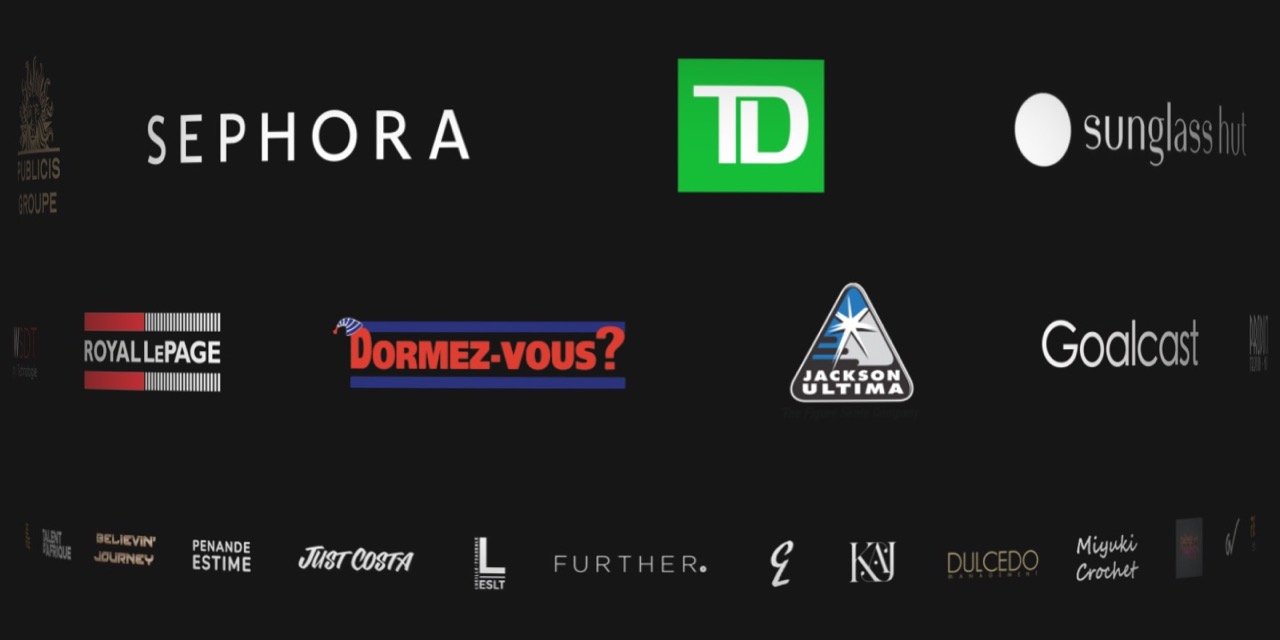 PUBLICIS
GROUPE
SEPHORA
TD
sunglass hut
ROYAL LEPAGE
DORMEZ-VOUS?
JACKSON
ULTIMA
Goalcast
TALENT
BELIEVIN'
JOURNEY
PENANDE
ESTIME
JUST COSTA
L
ESLT
FURTHER.
KAJ
DULCEDO
MANAGEMENT
Miyuki
Crochet